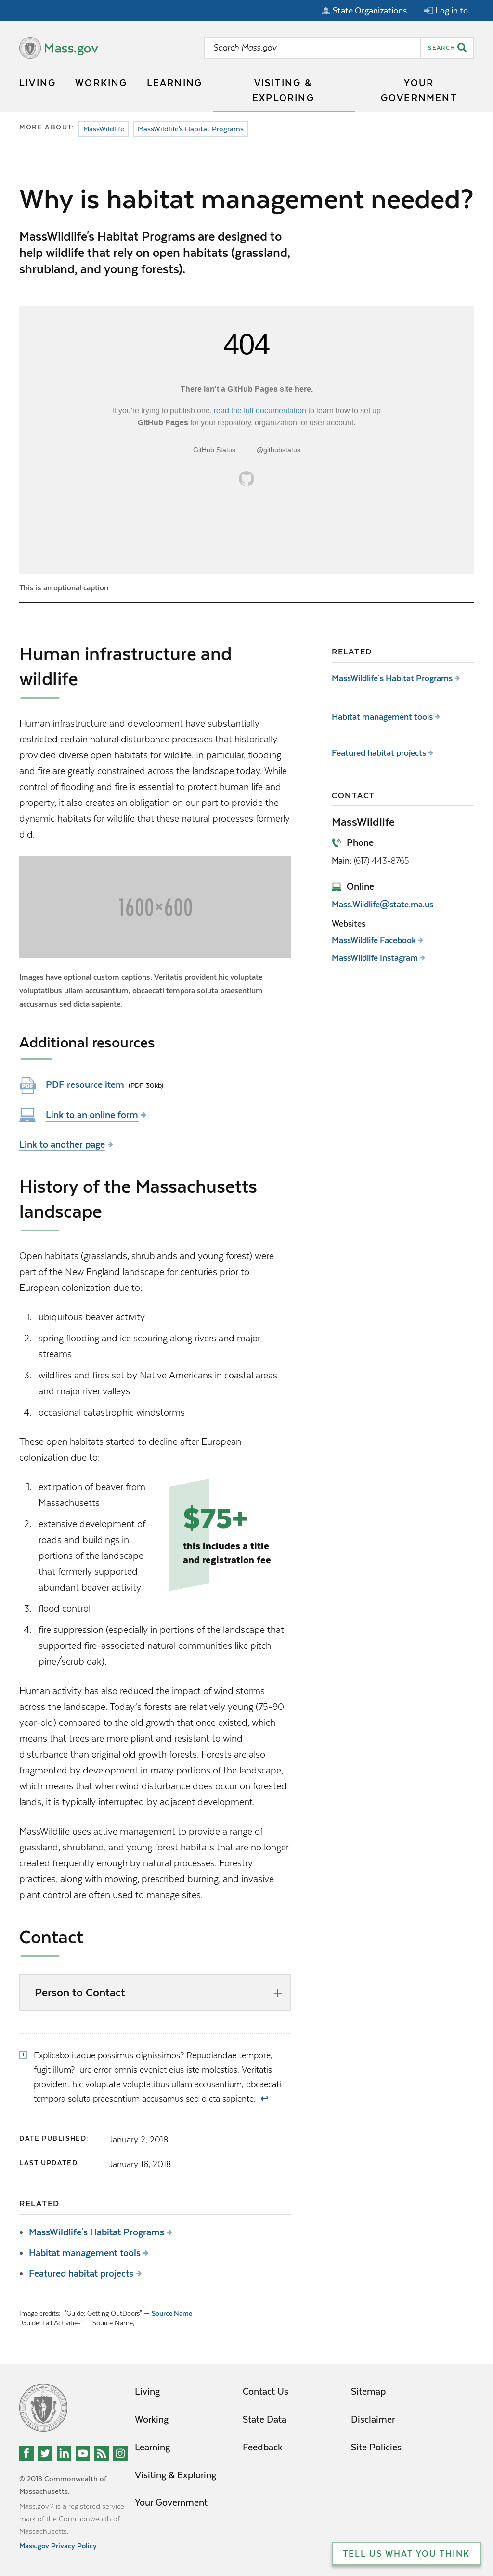 State Organizations
Log in to...
Mass.gov
Search Mass.gov
SEARCH
LIVING
WORKING
LEARNING
VISITING &
EXPLORING
YOUR
GOVERNMENT
MORE ABOUT:
MassWildlife
MassWildlife's Habitat Programs
Why is habitat management needed?
MassWildlife's Habitat Programs are designed to
help wildlife that rely on open habitats (grassland,
shrubland, and young forests).
404
There isn't a GitHub Pages site here.
If you're trying to publish one, read the full documentation to learn how to set up
GitHub Pages for your repository, organization, or user account.
GitHub Status — @githubstatus
This is an optional caption
Human infrastructure and
wildlife
Human infrastructure and development have substantially
restricted certain natural disturbance processes that historically
provided diverse open habitats for wildlife. In particular, flooding
and fire are greatly constrained across the landscape today. While
control of flooding and fire is essential to protect human life and
property, it also creates an obligation on our part to provide the
dynamic habitats for wildlife that these natural processes formerly
did.
1600×600
Images have optional custom captions. Veritatis provident hic voluptate
voluptatibus ullam accusantium, obcaecati tempora soluta praesentium
accusamus sed dicta sapiente.
Additional resources
PDF
PDF resource item (PDF 30kb)
Link to an online form
Link to another page
History of the Massachusetts
landscape
Open habitats (grasslands, shrublands and young forest) were
part of the New England landscape for centuries prior to
European colonization due to:
1. ubiquitous beaver activity
2. spring flooding and ice scouring along rivers and major
streams
3. wildfires and fires set by Native Americans in coastal areas
and major river valleys
4. occasional catastrophic windstorms
These open habitats started to decline after European
colonization due to:
1. extirpation of beaver from
Massachusetts
2. extensive development of
roads and buildings in
portions of the landscape
that formerly supported
abundant beaver activity
3. flood control
4. fire suppression (especially in portions of the landscape that
supported fire-associated natural communities like pitch
pine/scrub oak).
$75+
this includes a title
and registration fee
Human activity has also reduced the impact of wind storms
across the landscape. Today's forests are relatively young (75-90
year-old) compared to the old growth that once existed, which
means that trees are more pliant and resistant to wind
disturbance than original old growth forests. Forests are also
fragmented by development in many portions of the landscape,
which means that when wind disturbance does occur on forested
lands, it is typically interrupted by adjacent development.
MassWildlife uses active management to provide a range of
grassland, shrubland, and young forest habitats that are no longer
created frequently enough by natural processes. Forestry
practices, along with mowing, prescribed burning, and invasive
plant control are often used to manage sites.
Contact
Person to Contact
1 Explicabo itaque possimus dignissimos? Repudiandae tempore,
fugit illum? Iure error omnis eveniet eius iste molestias. Veritatis
provident hic voluptate voluptatibus ullam accusantium, obcaecati
tempora soluta praesentium accusamus sed dicta sapiente. ↩
DATE PUBLISHED: January 2, 2018
LAST UPDATED: January 16, 2018
RELATED
MassWildlife's Habitat Programs
Habitat management tools
Featured habitat projects
Image credits: "Guide: Getting OutDoors" — Source Name ,
"Guide: Fall Activities" — Source Name,
RELATED
MassWildlife's Habitat Programs
Habitat management tools
Featured habitat projects
CONTACT
MassWildlife
Phone
Main: (617) 443-8765
Online
Mass.Wildlife@state.ma.us
Websites
MassWildlife Facebook
MassWildlife Instagram
© 2018 Commonwealth of
Massachusetts.
Mass.gov® is a registered service
mark of the Commonwealth of
Massachusetts.
Mass.gov Privacy Policy
Living
Working
Learning
Visiting & Exploring
Your Government
Contact Us
State Data
Feedback
Sitemap
Disclaimer
Site Policies
TELL US WHAT YOU THINK